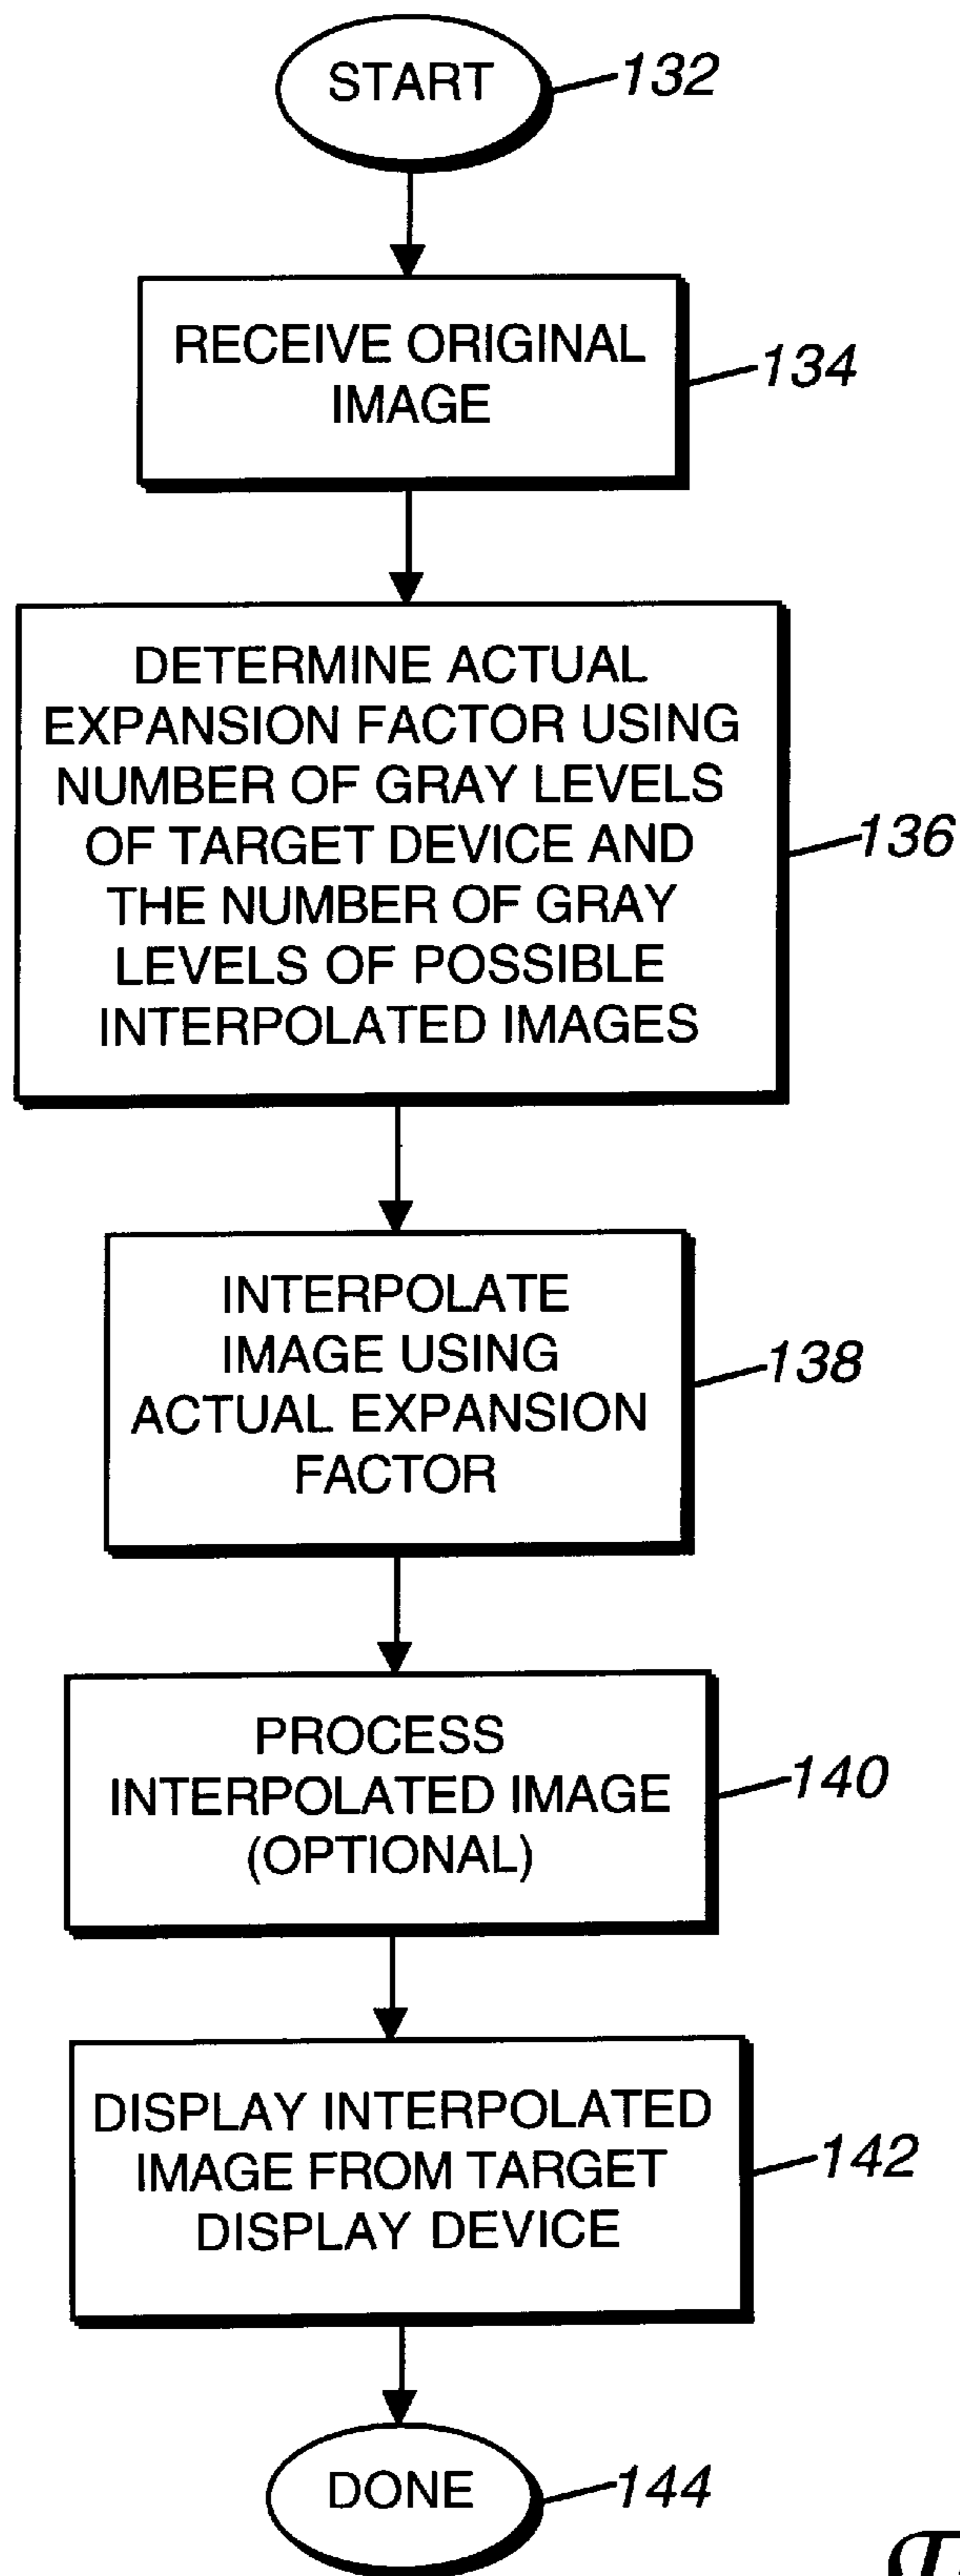 START
132
RECEIVE ORIGINAL
IMAGE
134
DETERMINE ACTUAL
EXPANSION FACTOR USING
NUMBER OF GRAY LEVELS
OF TARGET DEVICE AND
THE NUMBER OF GRAY
LEVELS OF POSSIBLE
INTERPOLATED IMAGES
136
INTERPOLATE
IMAGE USING
ACTUAL EXPANSION
FACTOR
138
PROCESS
INTERPOLATED IMAGE
(OPTIONAL)
140
DISPLAY INTERPOLATED
IMAGE FROM TARGET
DISPLAY DEVICE
142
DONE
144